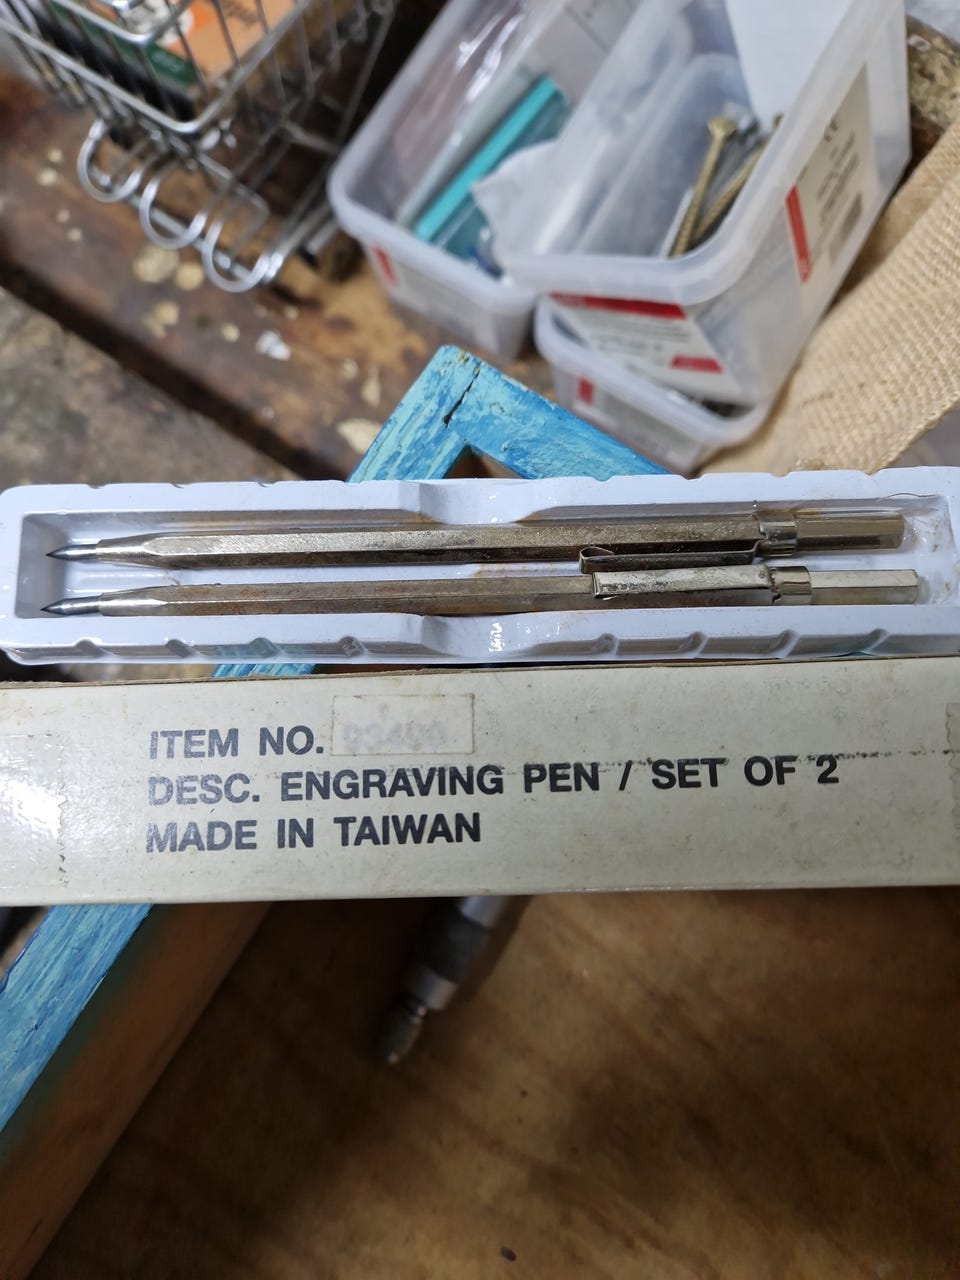 ITEM NO.
DESC. ENGRAVING PEN / SET OF 2
MADE IN TAIWAN